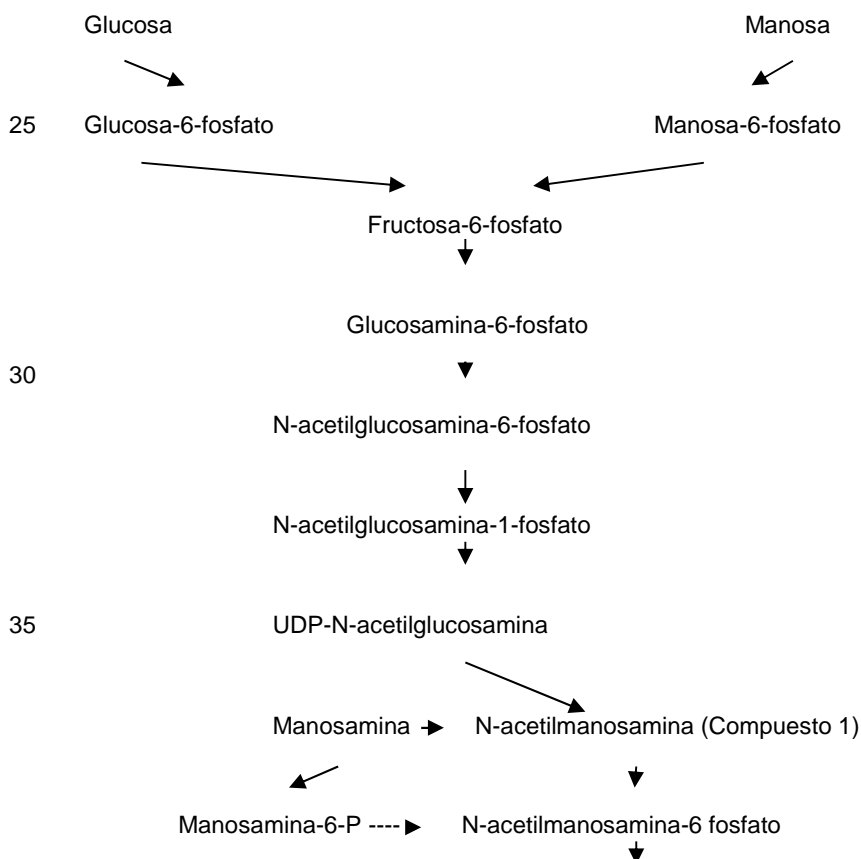 Glucosa Manosa
25 Glucosa-6-fosfato Manosa-6-fosfato
Fructosa-6-fosfato
Glucosamina-6-fosfato
30
N-acetilglucosamina-6-fosfato
N-acetilglucosamina-1-fosfato
35 UDP-N-acetilglucosamina
Manosamina N-acetilmanosamina (Compuesto 1)
Manosamina-6-P ---- N-acetilmanosamina-6 fosfato